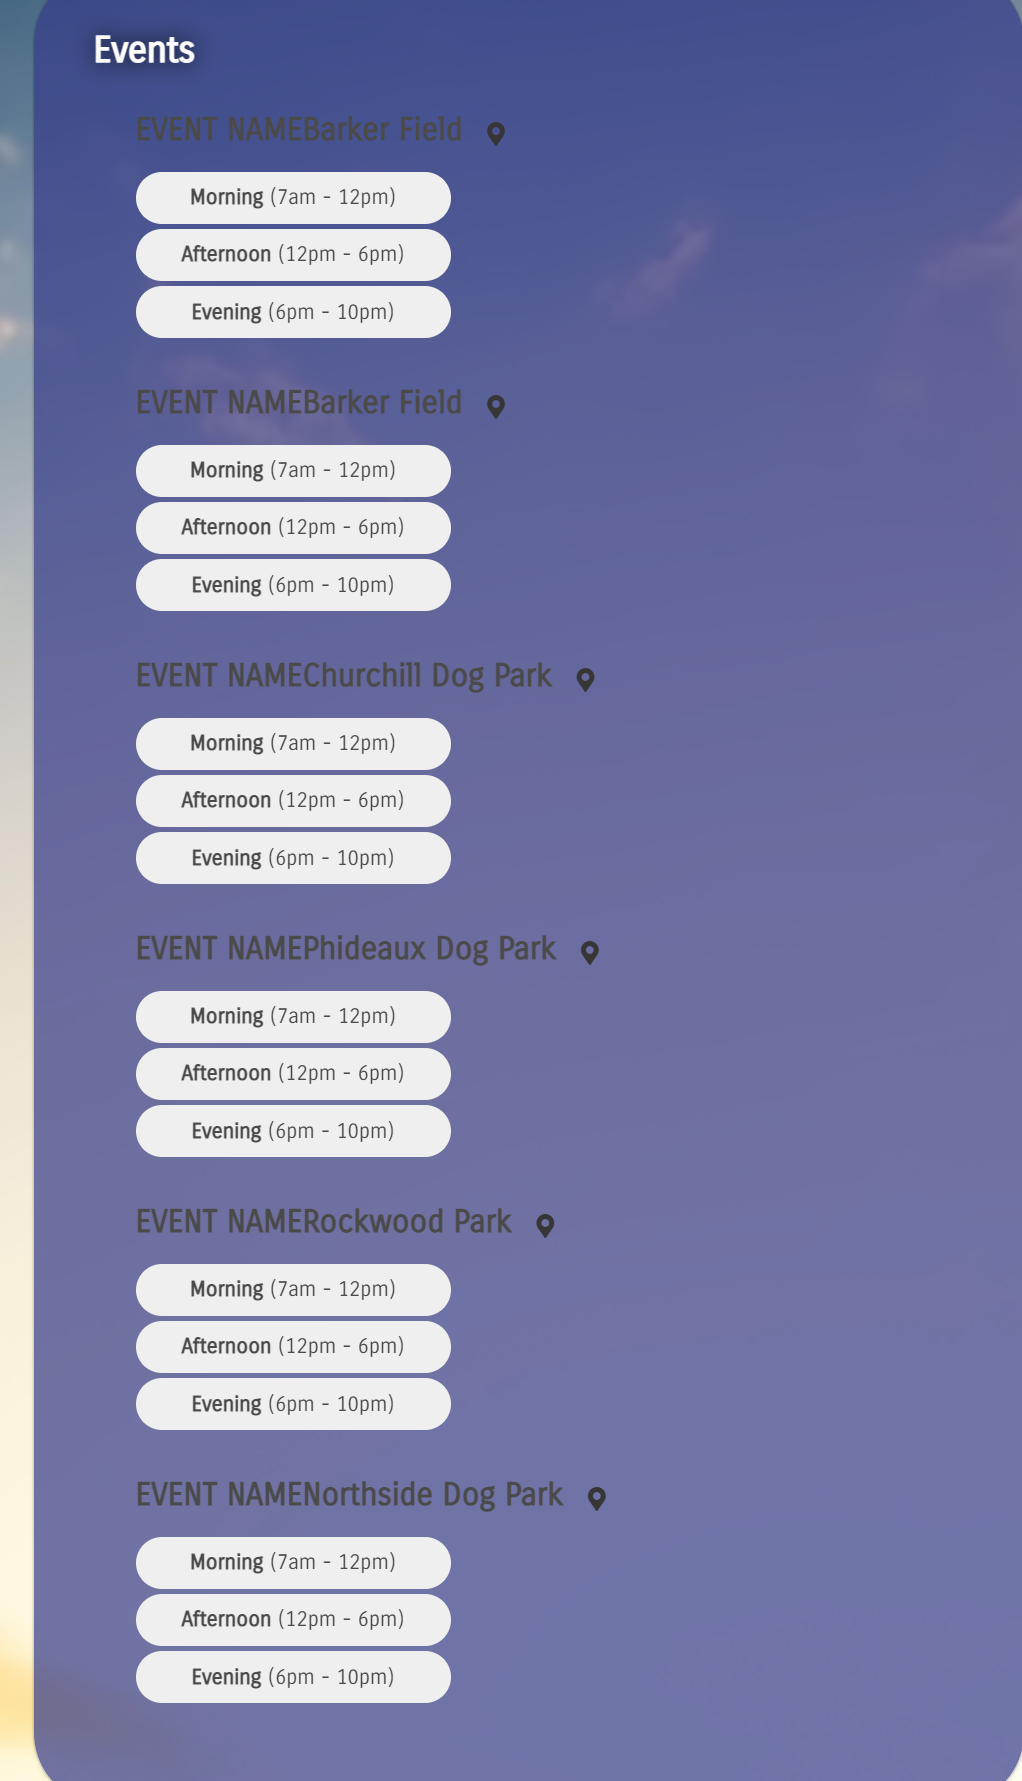 Events
EVENT NAMEBarker Field
Morning (7am - 12pm)
Afternoon (12pm - 6pm)
Evening (6pm - 10pm)
EVENT NAMEBarker Field
Morning (7am - 12pm)
Afternoon (12pm - 6pm)
Evening (6pm - 10pm)
EVENT NAMEChurchill Dog Park
Morning (7am - 12pm)
Afternoon (12pm - 6pm)
Evening (6pm - 10pm)
EVENT NAMEPhideaux Dog Park
Morning (7am - 12pm)
Afternoon (12pm - 6pm)
Evening (6pm - 10pm)
EVENT NAMERockwood Park
Morning (7am - 12pm)
Afternoon (12pm - 6pm)
Evening (6pm - 10pm)
EVENT NAMENorthside Dog Park
Morning (7am - 12pm)
Afternoon (12pm - 6pm)
Evening (6pm - 10pm)